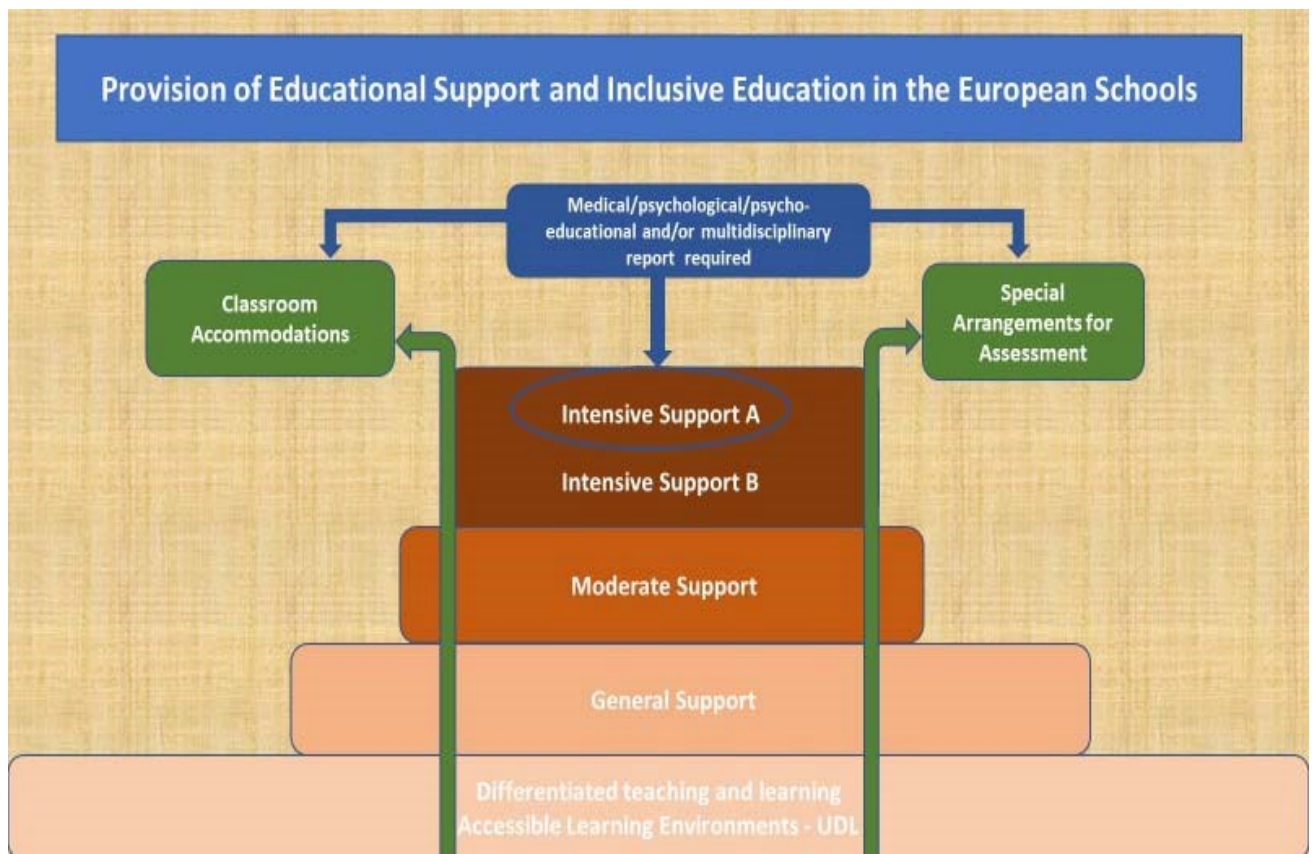 Provision of Educational Support and Inclusive Education in the European Schools
Medical/psychological/psycho-
educational and/or multidisciplinary
report required
Classroom
Accommodations
Special
Arrangements for
Assessment
Intensive Support A
Intensive Support B
Moderate Support
General Support
Differentiated teaching and learning
Accessible Learning Environments - UDL